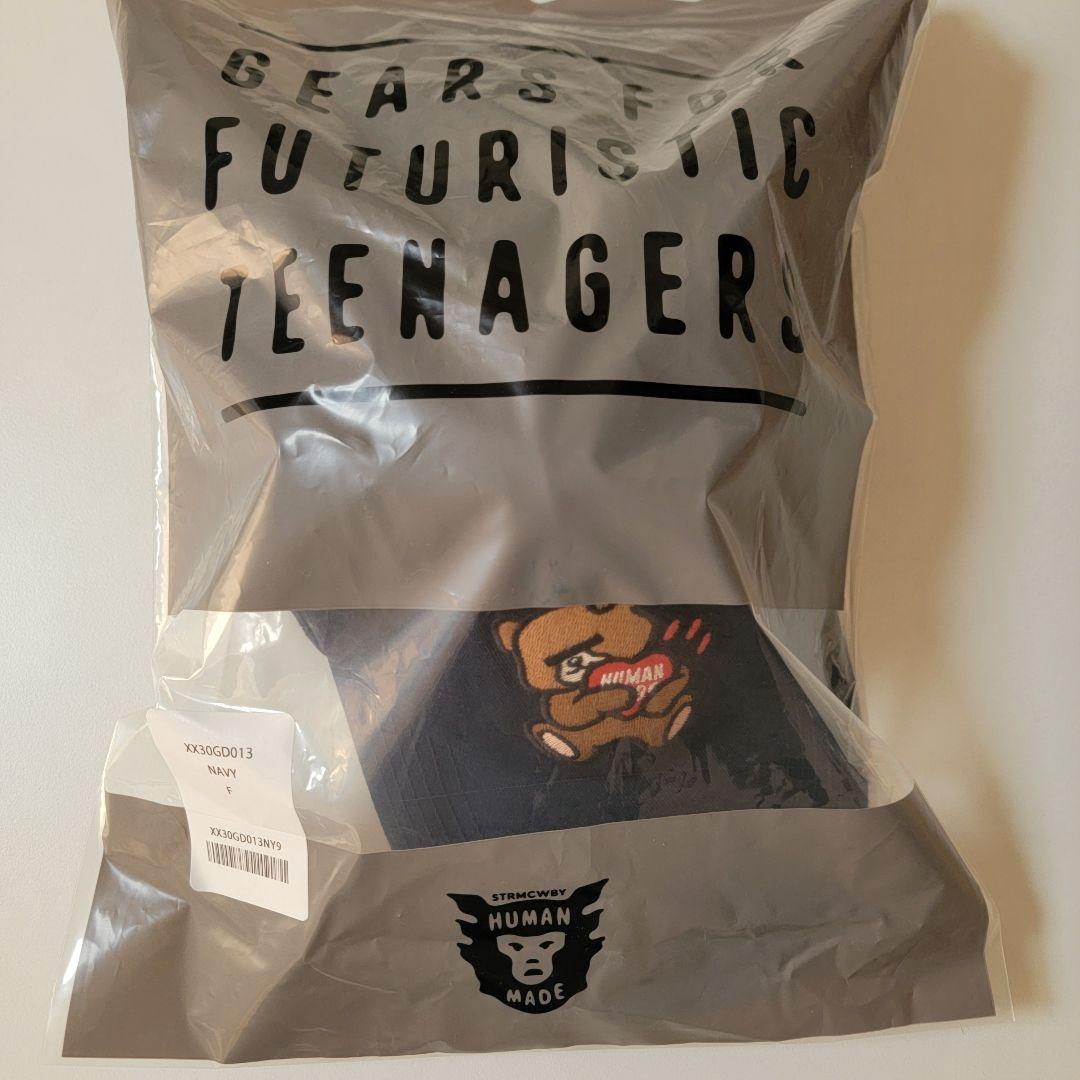 GEARS FOR
FUTURISTIC
TEENAGERS
HUMAN
XX30GD013
NAVY
F
XX30GD013NY9
STRMCWBY
HUMAN
MADE